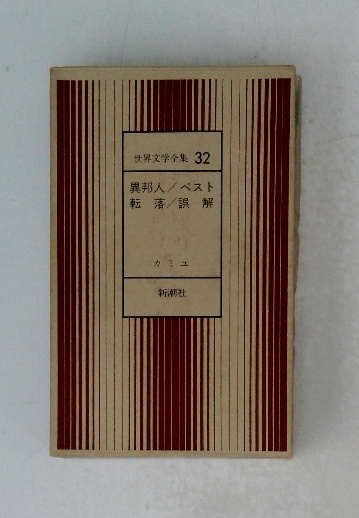 世界文学全集 32
異邦人／ペスト
転落／誤解
カミュ
新潮社